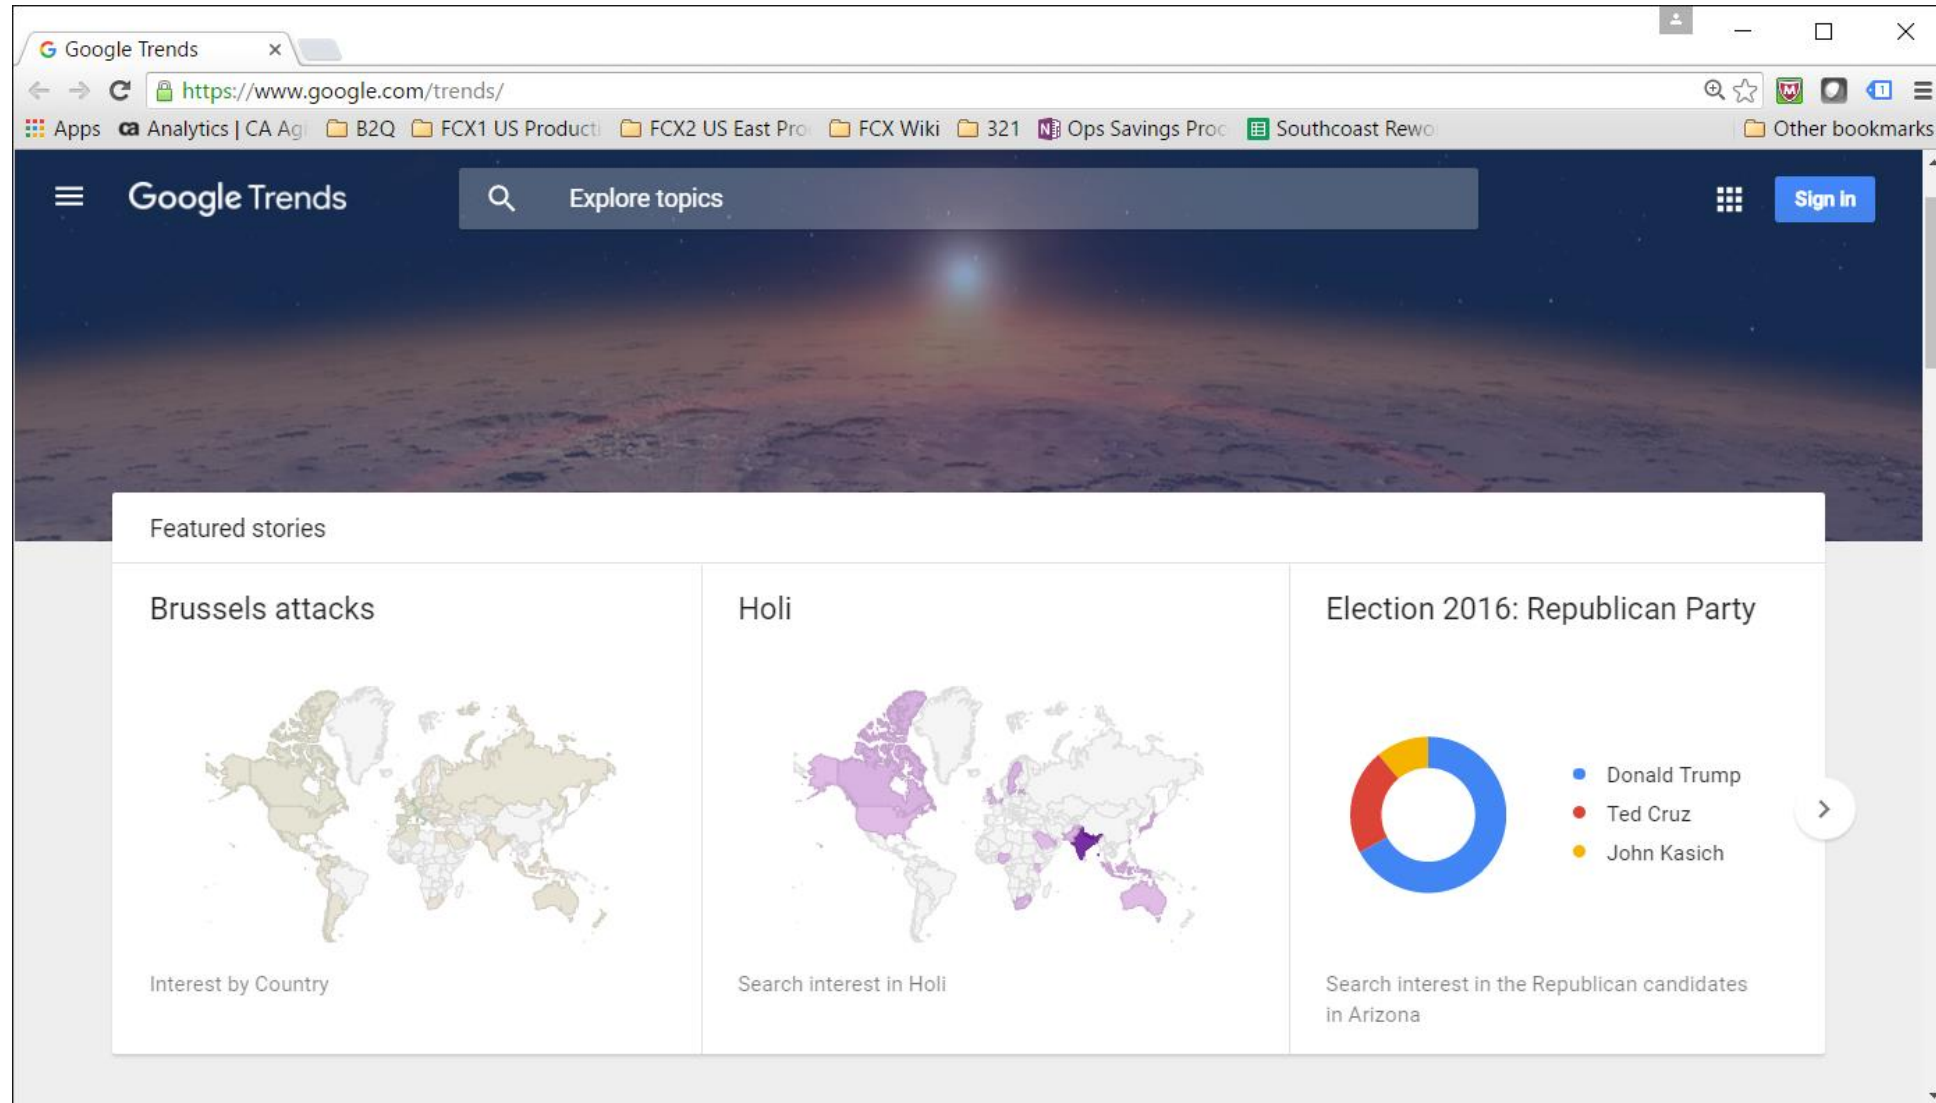 Google Trends
https://www.google.com/trends/
Apps ca Analytics | CA Ag B2Q FCX1 US Product FCX2 US East Pro FCX Wiki 321 N Ops Savings Proc Southcoast Rewo Other bookmarks
Google Trends Explore topics Sign in
Featured stories
Brussels attacks
Interest by Country
Holi
Search interest in Holi
Election 2016: Republican Party
Donald Trump
Ted Cruz
John Kasich
Search interest in the Republican candidates
in Arizona